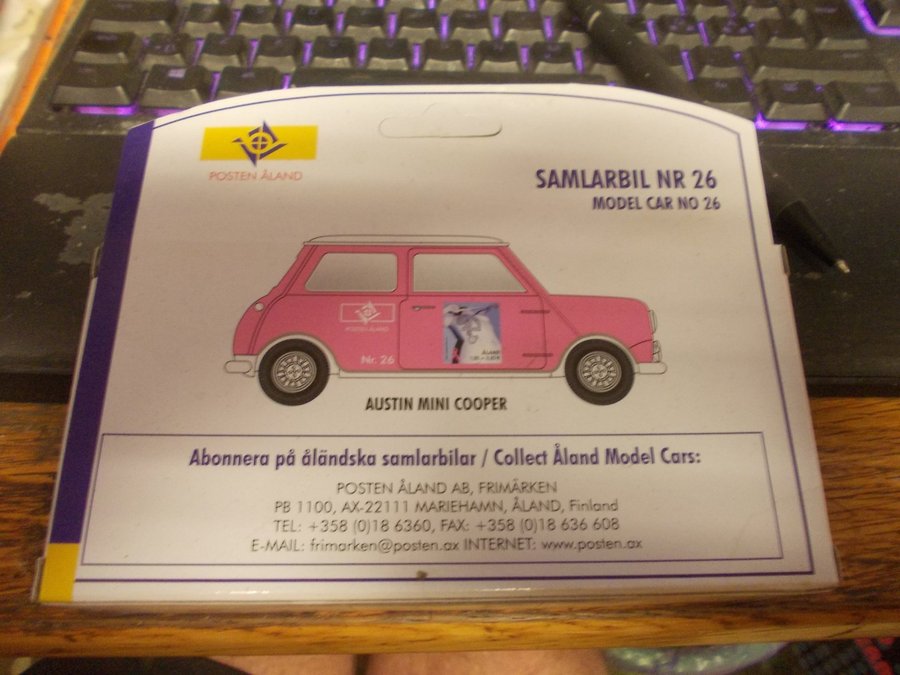 POSTEN ÅLAND
SAMLARBIL NR 26
MODEL CAR NO 26
POSTEN ÅLAND
Nr. 26
ÅLAND
AUSTIN MINI COOPER
Abonnera på åländska samlarbilar / Collect Åland Model Cars:
POSTEN ÅLAND AB, FRIMÄRKEN
PB 1100, AX-22111 MARIEHAMN, ÅLAND, Finland
TEL: +358 (0)18 6360, FAX: +358 (0)18 636 608
E-MAIL: frimarken@posten.ax INTERNET: www.posten.ax